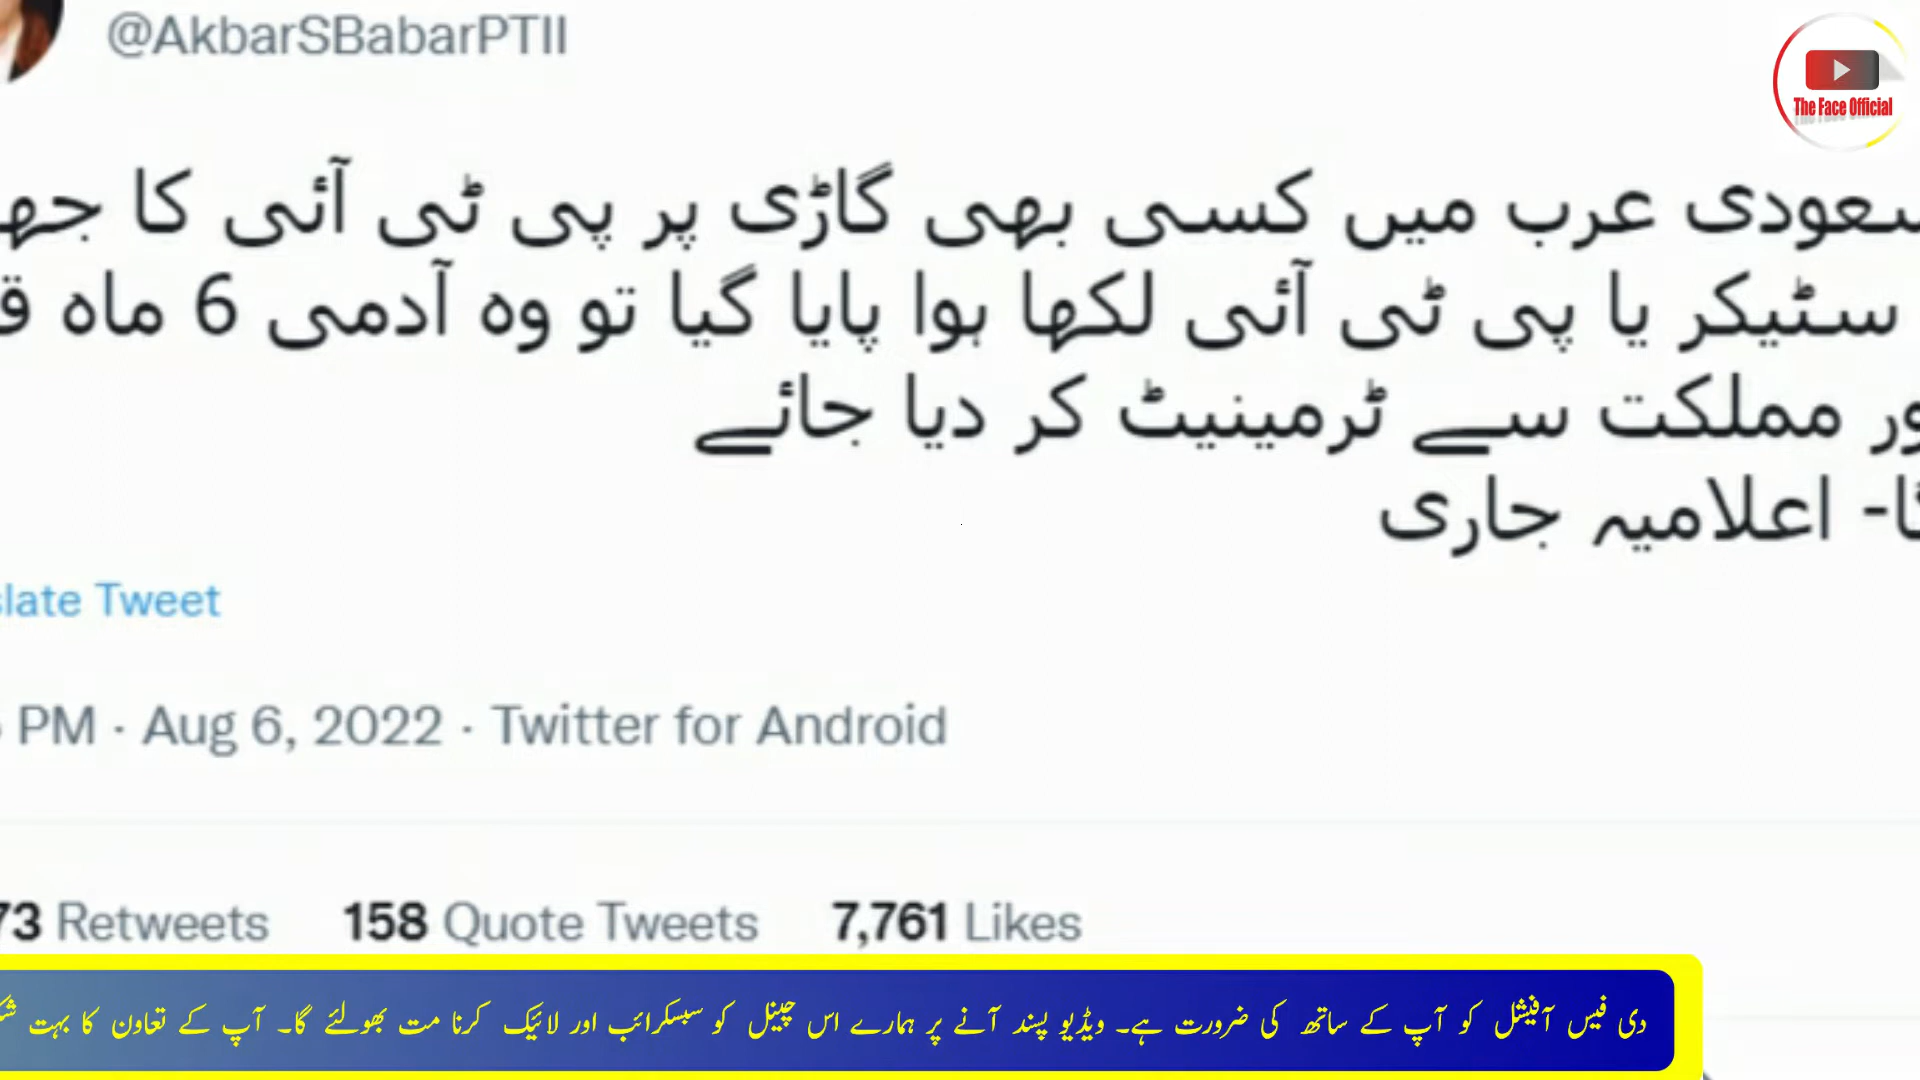 @AkbarSBabarPTII
The Face Official
سعودی عرب میں کسی بھی گاڑی پر پی ٹی آئی کا
سٹیکر یا پی ٹی آئی لکھا ہوا پایا گیا تو وہ آدمی 6 ماہ
مملکت سے ٹرمینیٹ کر دیا جائے
گا- اعلامیہ جاری
Tweet
PM · Aug 6, 2022 · Twitter for Android
Retweets 158 Quote Tweets 7,761 Likes
دی فیس آفیشل کو آپ کے ساتھ کی ضرورت ہے۔ ویڈیو پسند آنے پر ہمارے اس چینل کو سبسکرائب اور لائیک کرنا مت بھولئے گا۔ آپ کے تعاون کا بہت